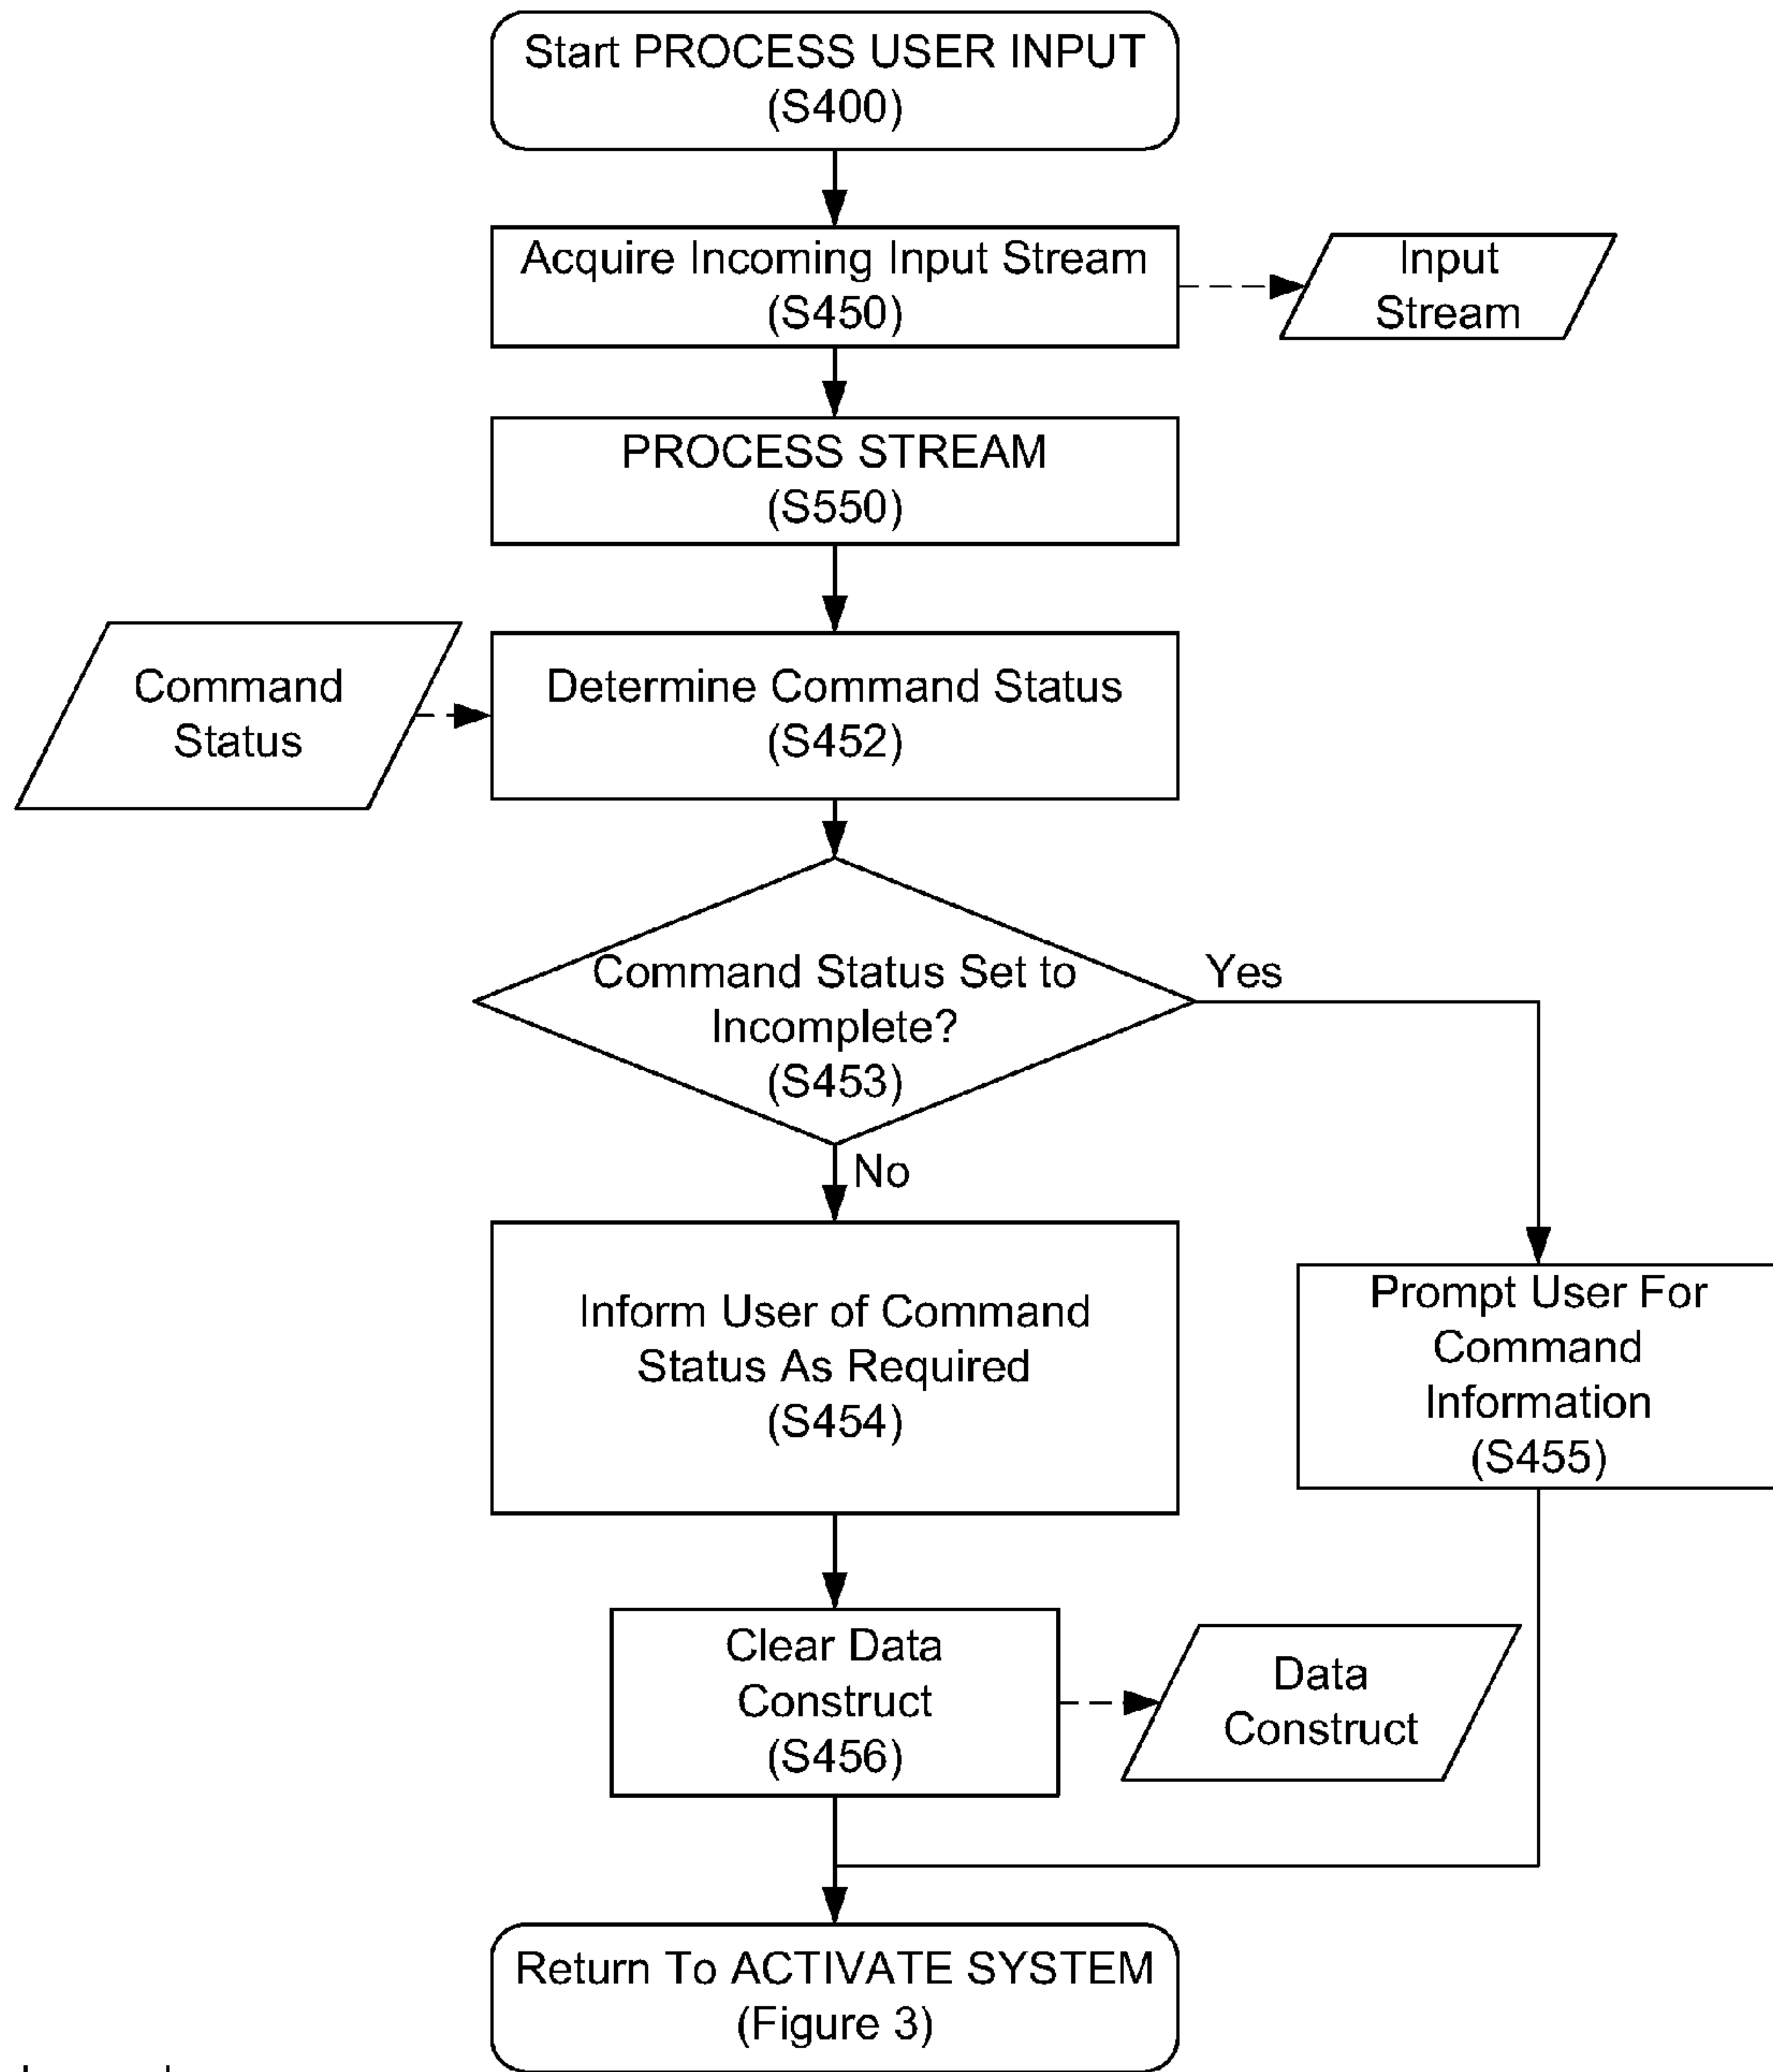 Start PROCESS USER INPUT
(S400)
Acquire Incoming Input Stream
(S450)
Input
Stream
PROCESS STREAM
(S550)
Command
Status
Determine Command Status
(S452)
Command Status Set to
Incomplete?
(S453)
Yes
No
Inform User of Command
Status As Required
(S454)
Prompt User For
Command
Information
(S455)
Clear Data
Construct
(S456)
Data
Construct
Return To ACTIVATE SYSTEM
(Figure 3)